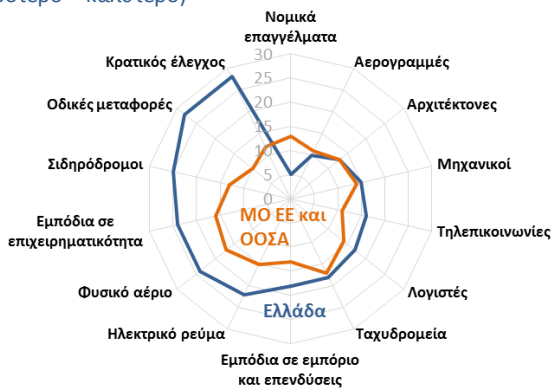 καλύτερο)
Νομικά
επαγγέλματα
Κρατικός έλεγχος
30
Αερογραμμές
25
Οδικές μεταφορές
20
Αρχιτέκτονες
15
Σιδηρόδρομοι
10
Μηχανικοί
5
0
Εμπόδια σε
επιχειρηματικότητα
ΜΟ ΕΕ και
ΟΟΣΑ
Τηλεπικοινωνίες
Φυσικό αέριο
Λογιστές
Ελλάδα
Ηλεκτρικό ρεύμα
Ταχυδρομεία
Εμπόδια σε εμπόριο
και επενδύσεις